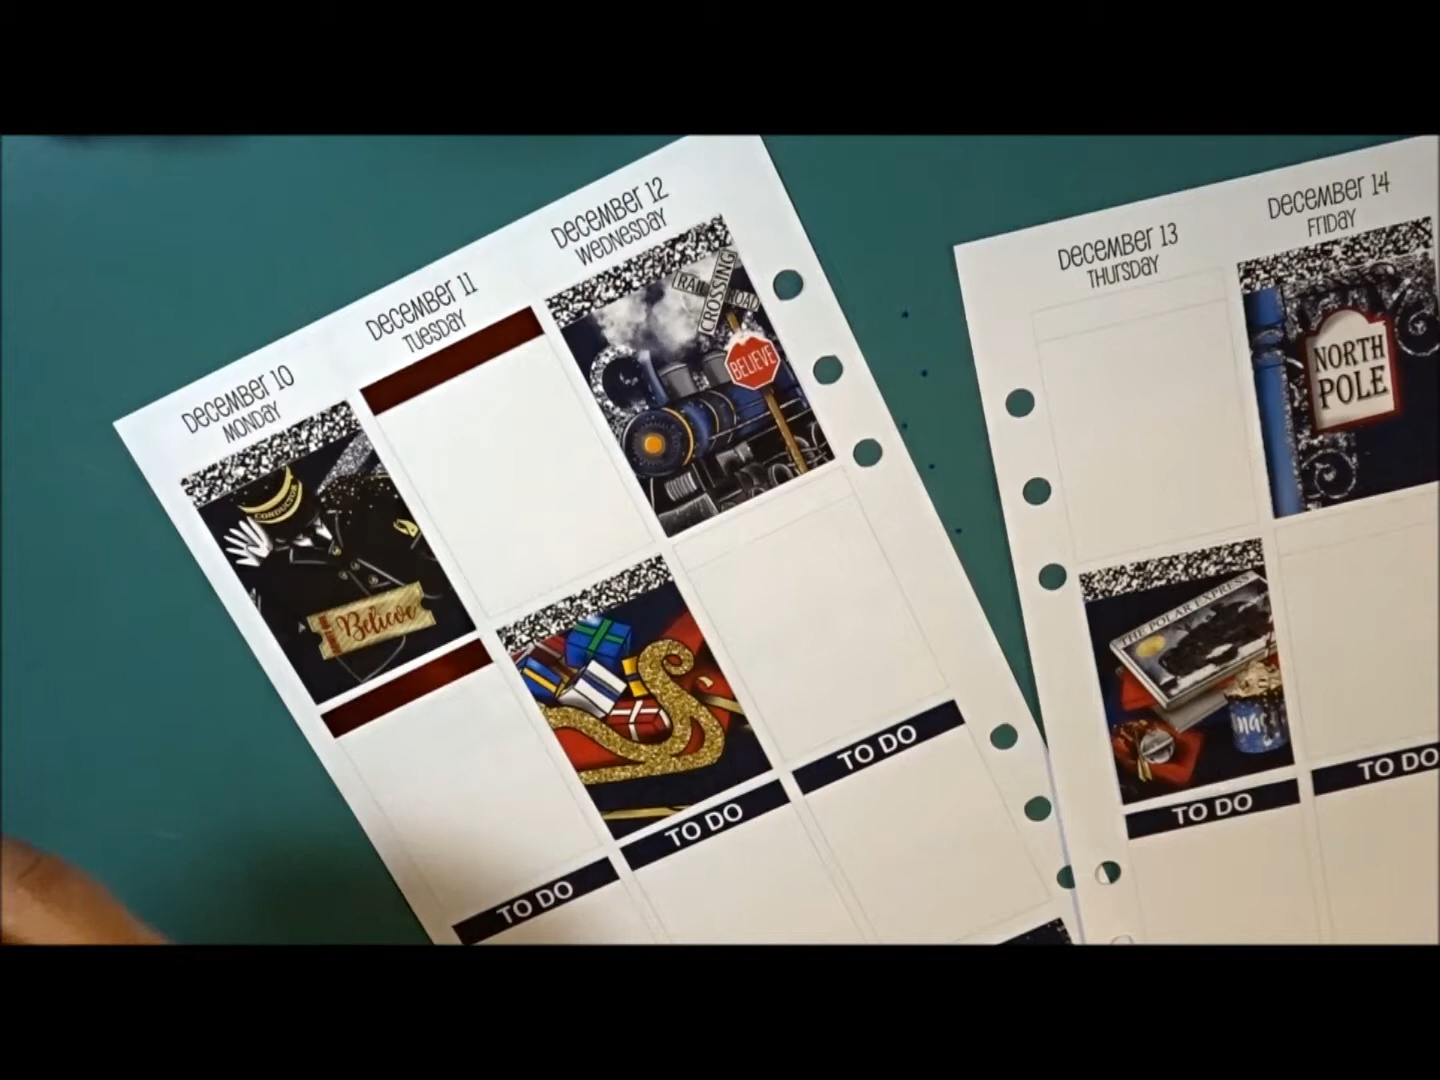 December 10
Monday
CONDUCTOR
Believe
TO DO
December 11
Tuesday
TO DO
December 12
Wednesday
RAIL ROAD
CROSSING
BELIEVE
TO DO
December 13
Thursday
THE POLAR EXPRESS
TO DO
December 14
Friday
NORTH
POLE
TO DO